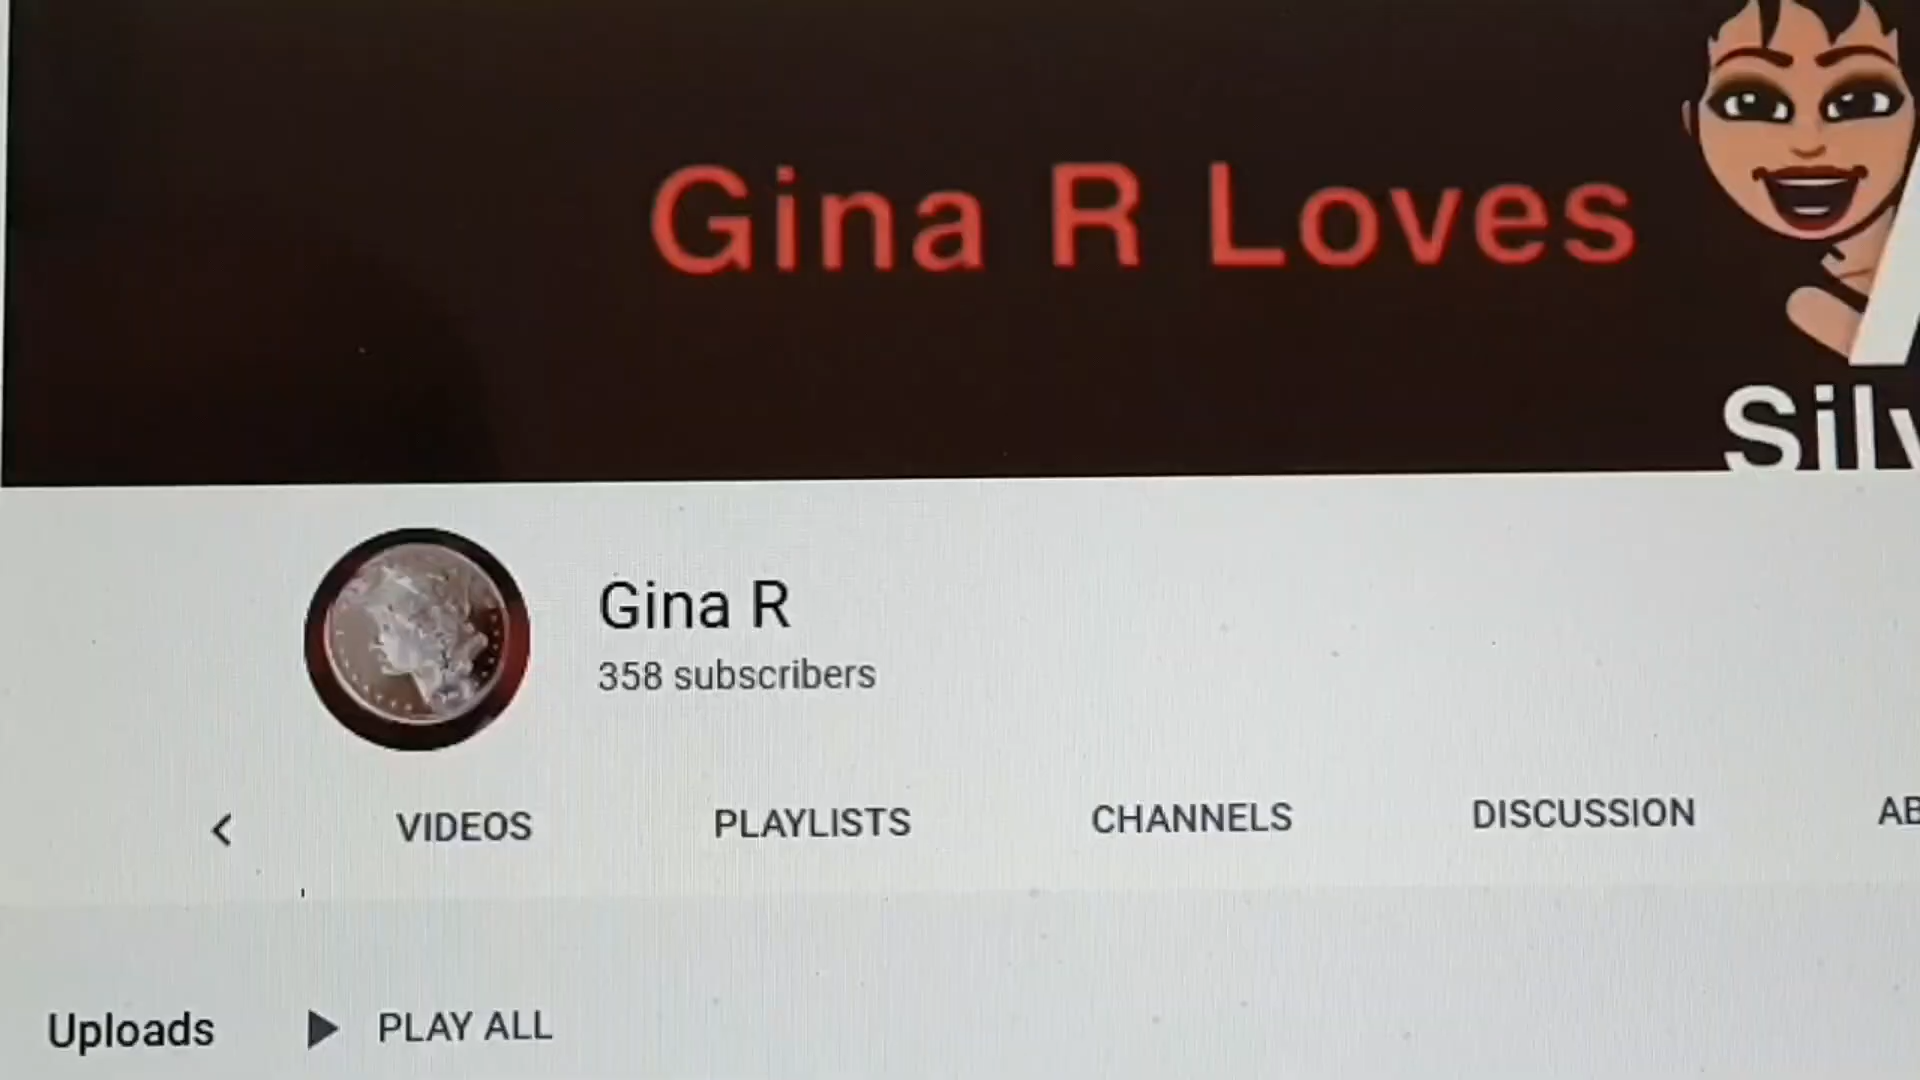 Gina R Loves
Gina R
358 subscribers
VIDEOS PLAYLISTS CHANNELS DISCUSSION
Uploads PLAY ALL